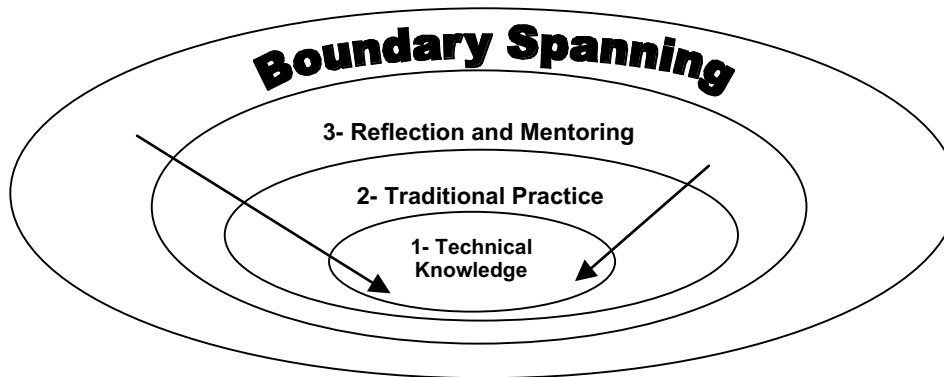 Boundary Spanning
3- Reflection and Mentoring
2- Traditional Practice
1- Technical
Knowledge